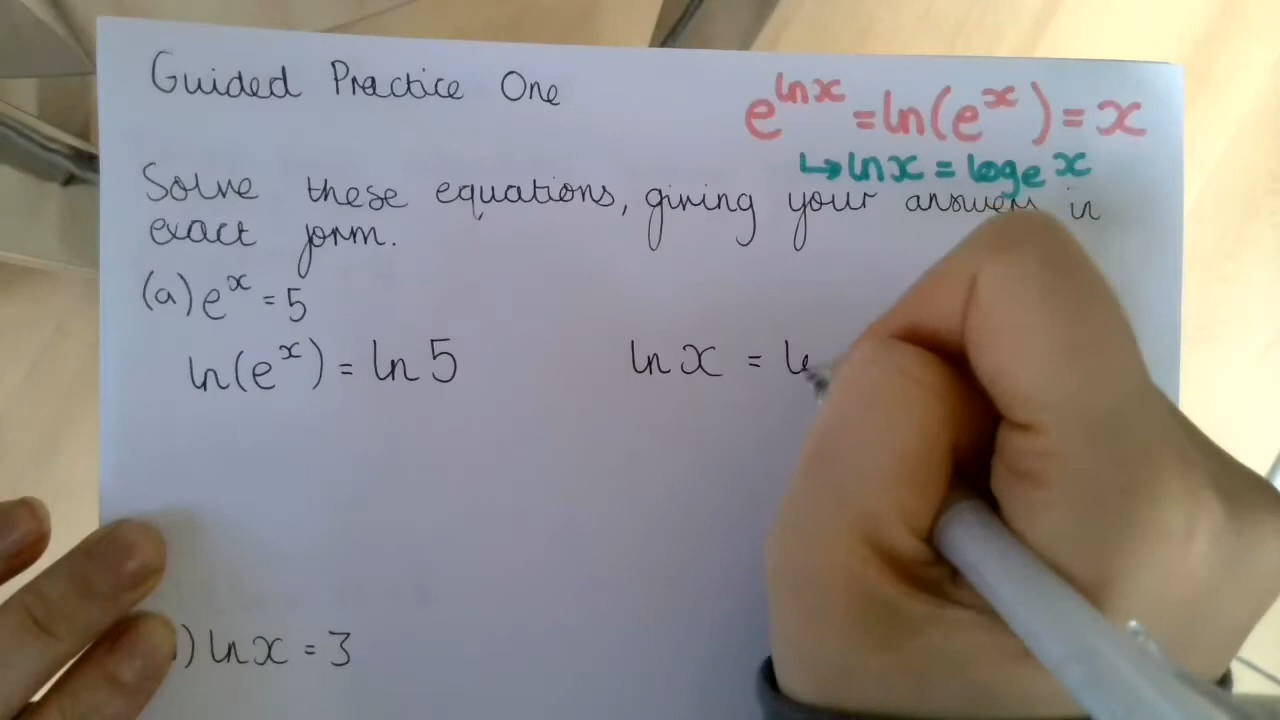 Guided Practice One
e^{ln x} = ln(e^x) = x
↳ ln x = log_e x
Solve these equations, giving your answers in
exact form.
(a) e^x = 5
ln(e^x) = ln 5
ln x = l
) ln x = 3